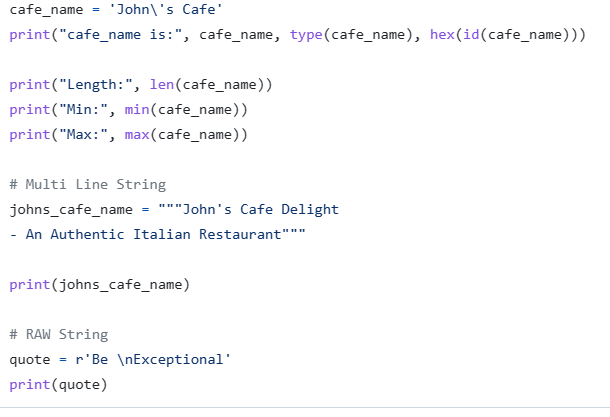 cafe_name = 'John\'s Cafe'
print("cafe_name is:", cafe_name, type(cafe_name), hex(id(cafe_name)))
print("Length:", len(cafe_name))
print("Min:", min(cafe_name))
print("Max:", max(cafe_name))
# Multi Line String
johns_cafe_name = """John's Cafe Delight
- An Authentic Italian Restaurant"""
print(johns_cafe_name)
# RAW String
quote = r'Be \nExceptional'
print(quote)